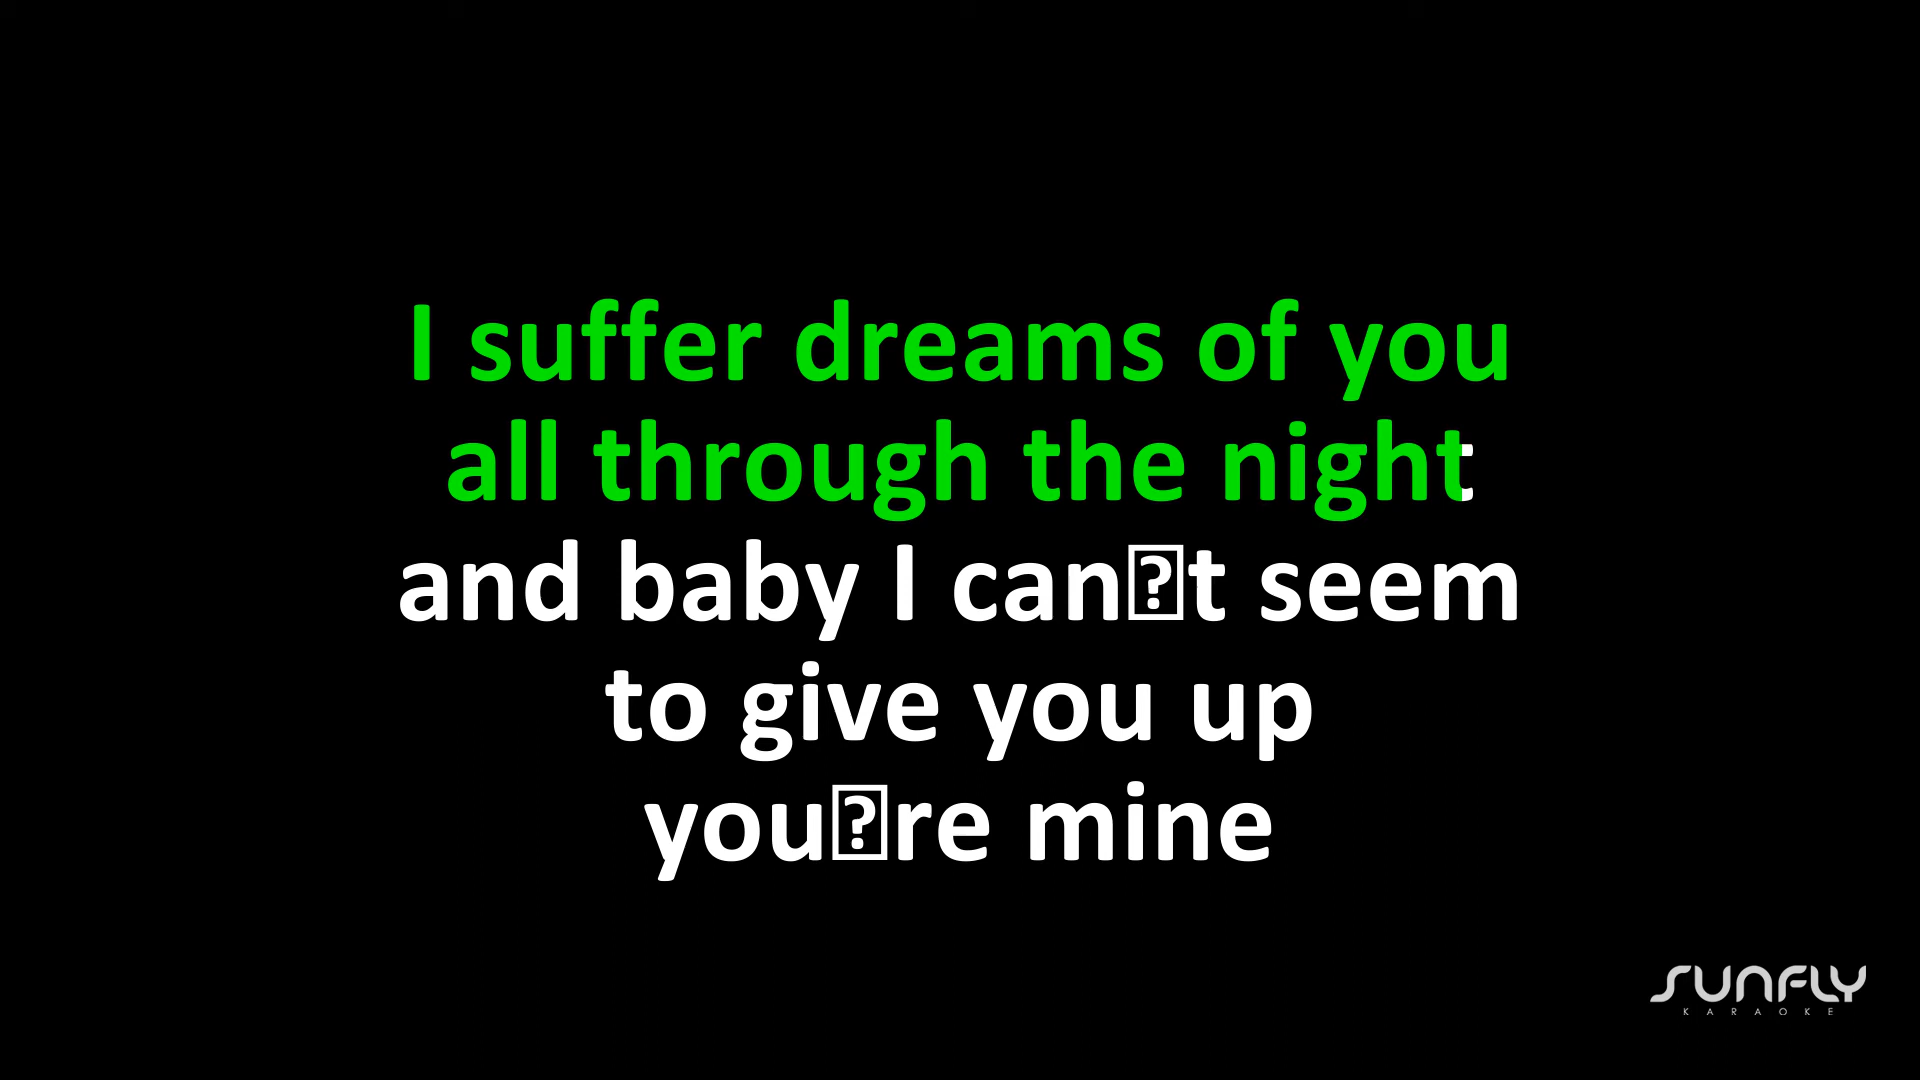 I suffer dreams of you
all through the night
and baby I can�t seem
to give you up
you�re mine
SUNFLY
KARAOKE